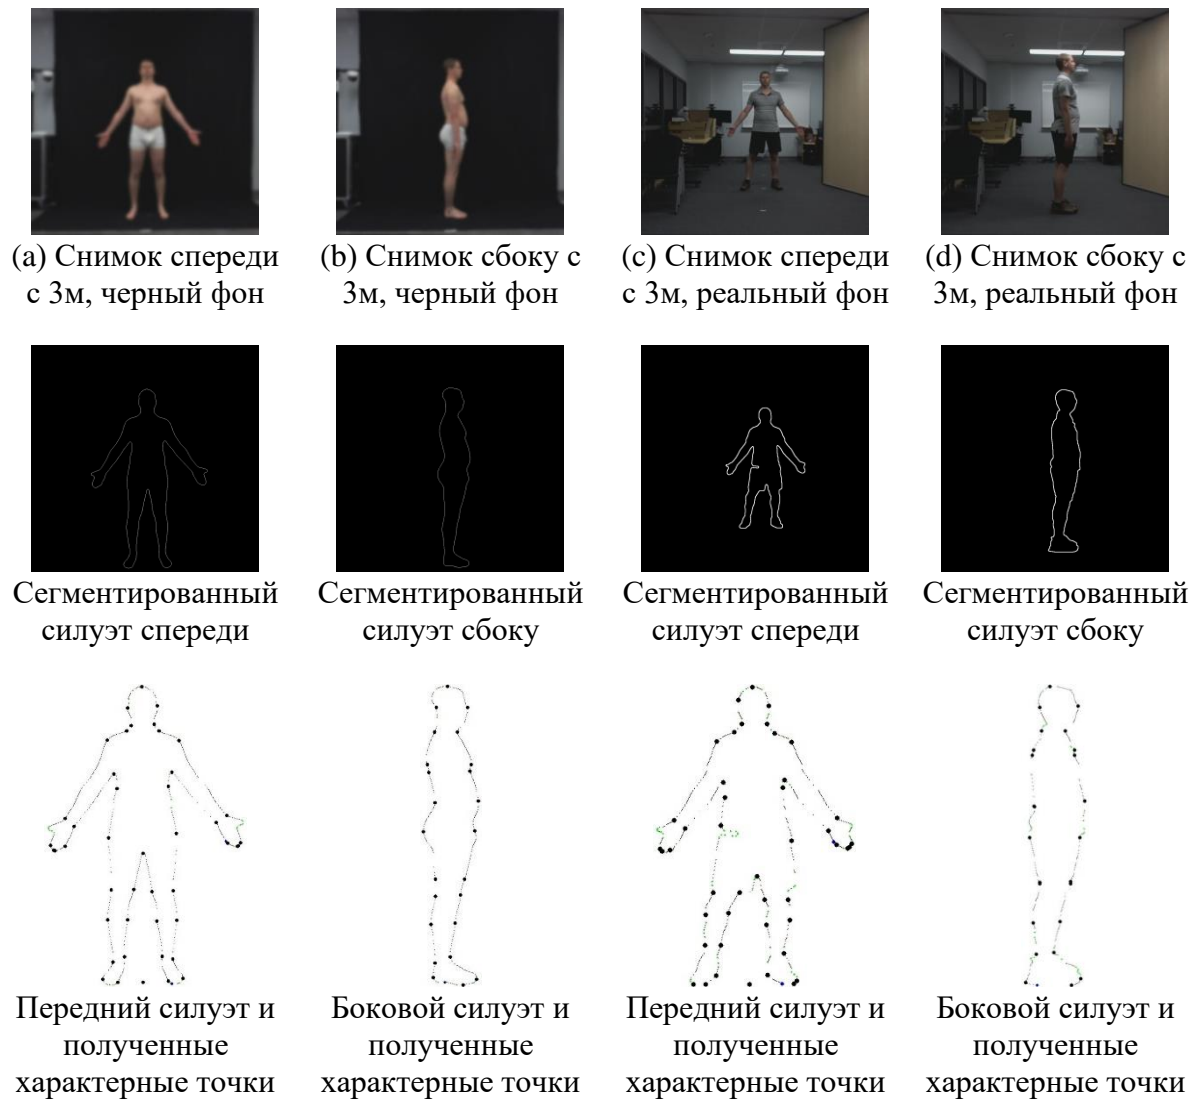 (a) Снимок спереди
с 3м, черный фон
(b) Снимок сбоку с
3м, черный фон
(c) Снимок спереди
с 3м, реальный фон
(d) Снимок сбоку с
3м, реальный фон
Сегментированный
силуэт спереди
Сегментированный
силуэт сбоку
Сегментированный
силуэт спереди
Сегментированный
силуэт сбоку
Передний силуэт и
полученные
характерные точки
Боковой силуэт и
полученные
характерные точки
Передний силуэт и
полученные
характерные точки
Боковой силуэт и
полученные
характерные точки